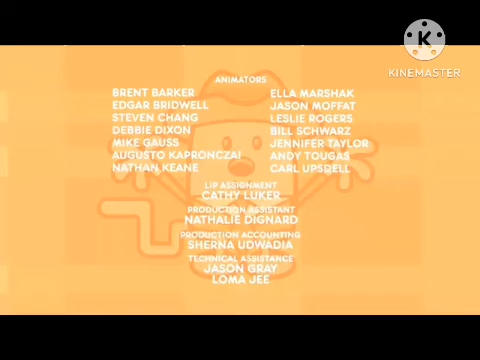 K
KINEMASTER
ANIMATORS
BRENT BARKER
EDGAR BRIDWELL
STEVEN CHANG
DEBBIE DIXON
MIKE GAUSS
AUGUSTO KAPRONCZAI
NATHAN KEANE
ELLA MARSHAK
JASON MOFFAT
LESLIE ROGERS
BILL SCHWARZ
JENNIFER TAYLOR
ANDY TOUGAS
CARL UPSDELL
LIP ASSIGNMENT
CATHY LUKER
PRODUCTION ASSISTANT
NATHALIE DIGNARD
PRODUCTION ACCOUNTING
SHERNA UDWADIA
TECHNICAL ASSISTANCE
JASON GRAY
LOMA JEE